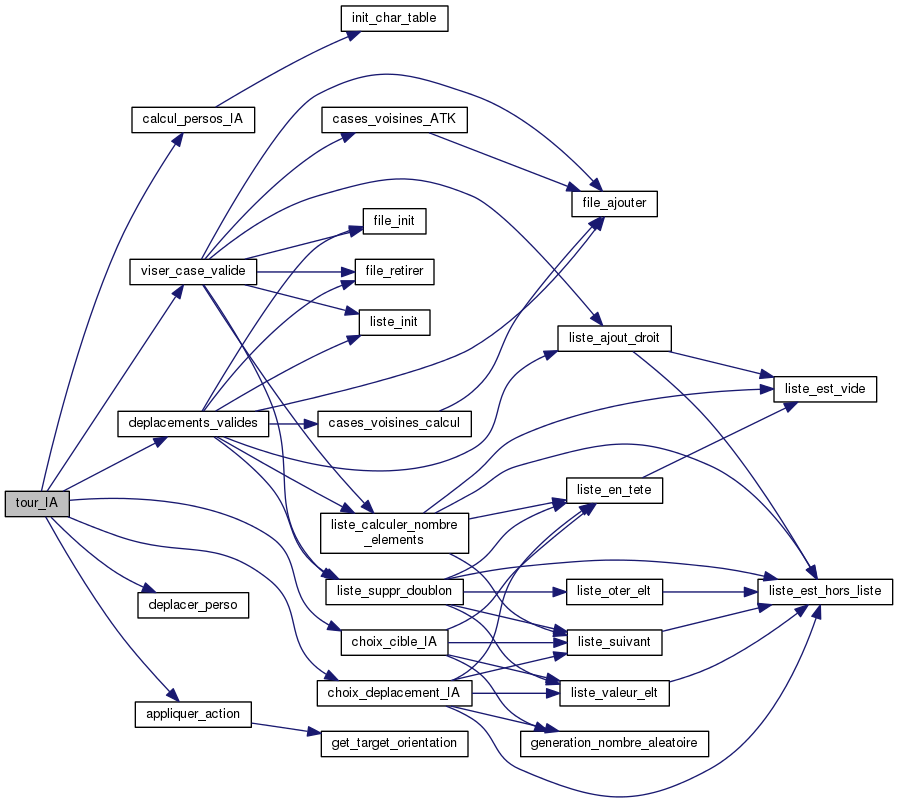 init_char_table
calcul_persos_IA
cases_voisines_ATK
file_ajouter
file_init
viser_case_valide
file_retirer
liste_init
liste_ajout_droit
liste_est_vide
deplacements_valides
cases_voisines_calcul
liste_en_tete
tour_IA
liste_calculer_nombre
_elements
liste_suppr_doublon
liste_oter_elt
liste_est_hors_liste
deplacer_perso
choix_cible_IA
liste_suivant
choix_deplacement_IA
liste_valeur_elt
appliquer_action
get_target_orientation
generation_nombre_aleatoire